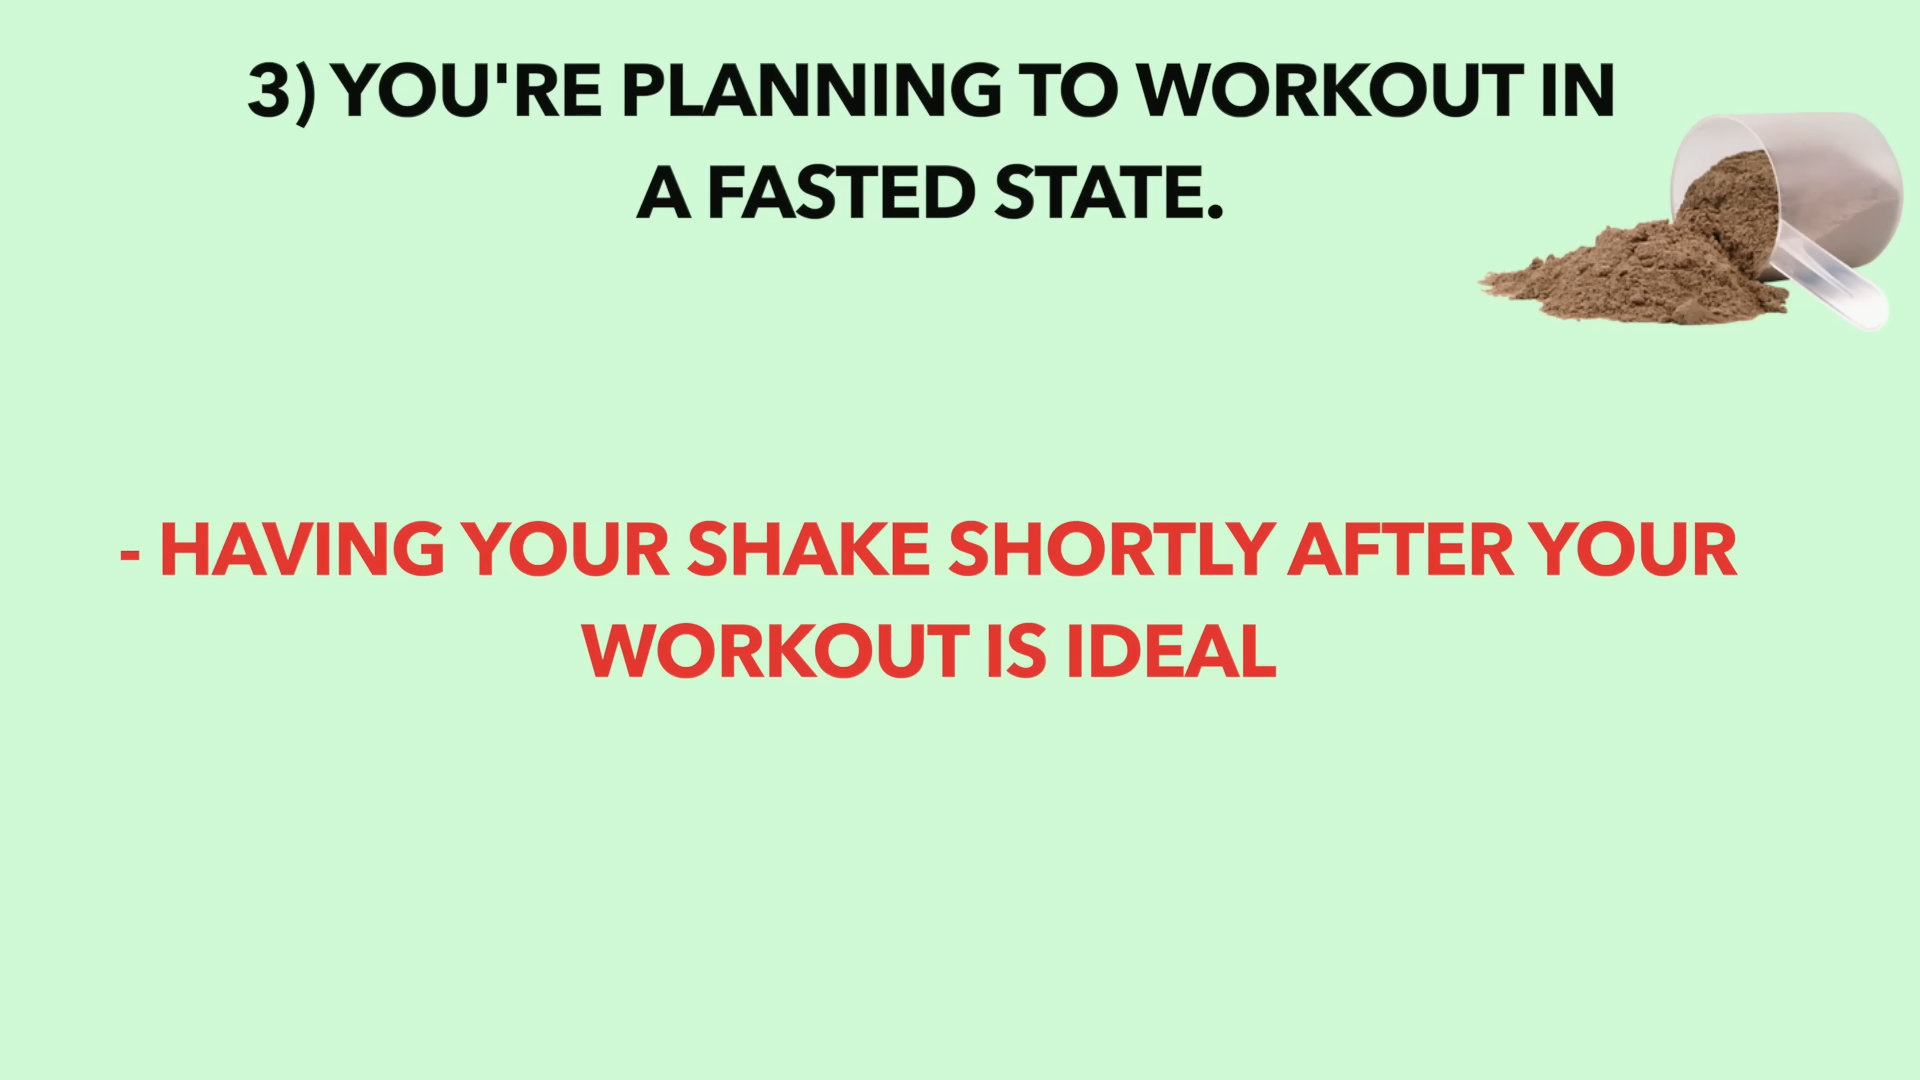 3) YOU'RE PLANNING TO WORKOUT IN
A FASTED STATE.
- HAVING YOUR SHAKE SHORTLY AFTER YOUR
WORKOUT IS IDEAL